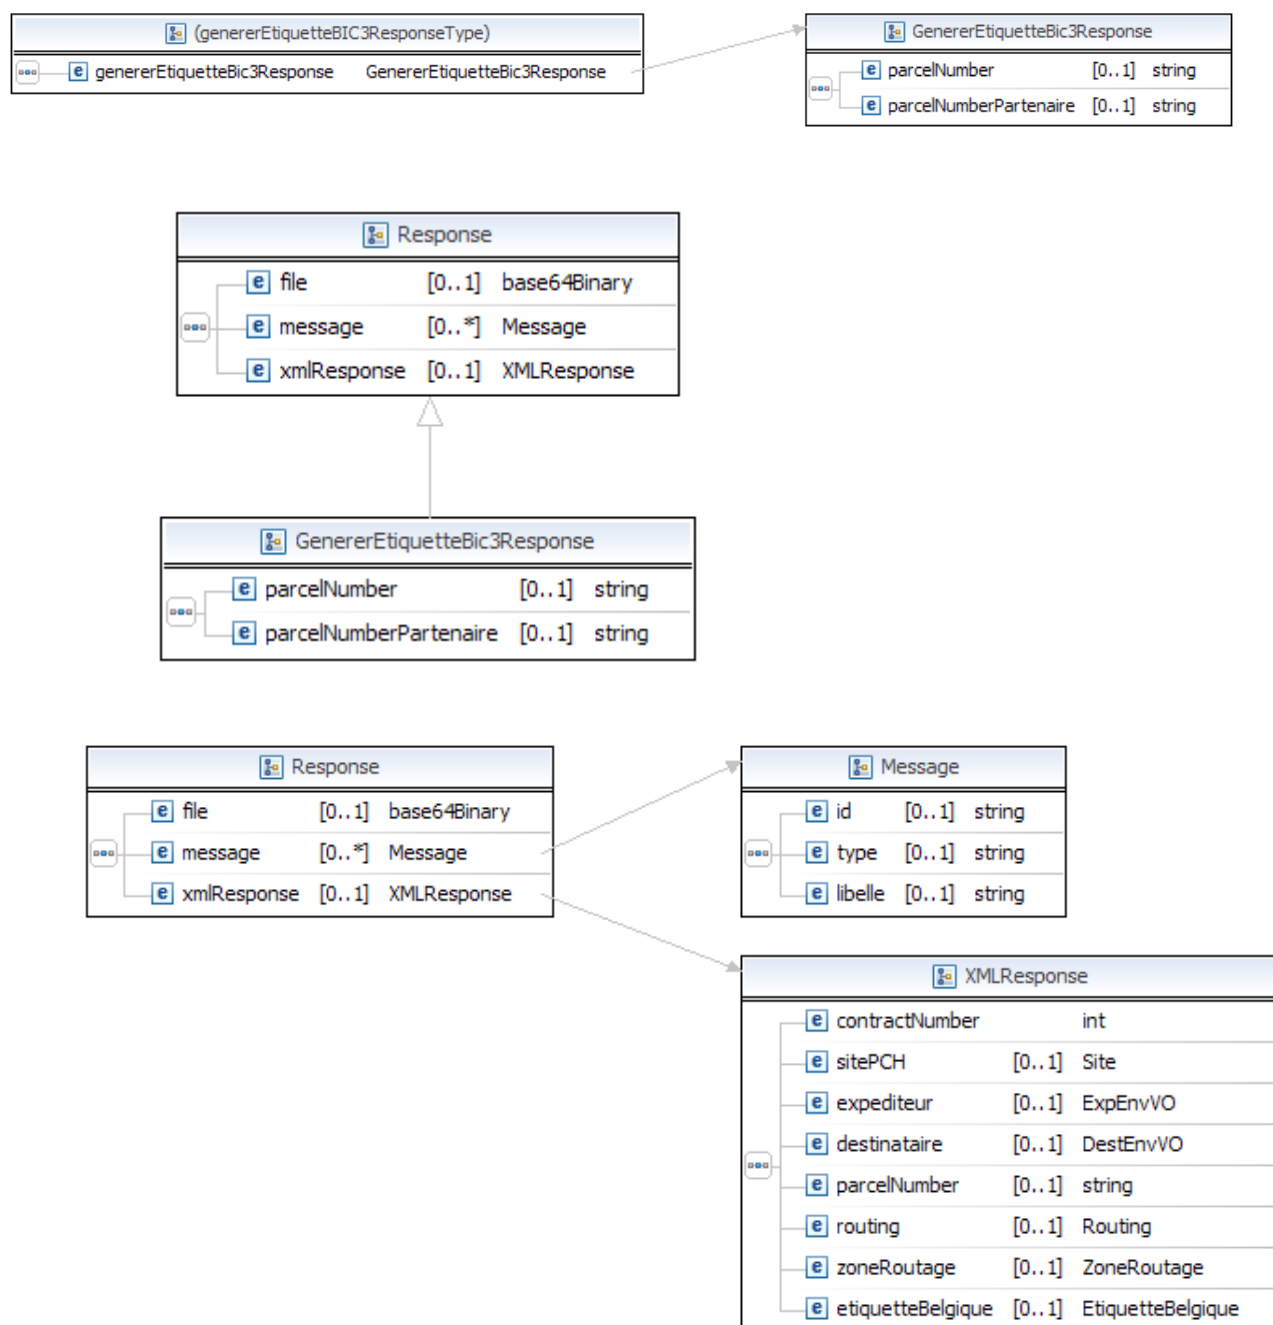 (genererEtiquetteBIC3ResponseType)
genererEtiquetteBic3Response GenererEtiquetteBic3Response
GenererEtiquetteBic3Response
parcelNumber [0..1] string
parcelNumberPartenaire [0..1] string
Response
file [0..1] base64Binary
message [0..*] Message
xmlResponse [0..1] XMLResponse
GenererEtiquetteBic3Response
parcelNumber [0..1] string
parcelNumberPartenaire [0..1] string
Response
file [0..1] base64Binary
message [0..*] Message
xmlResponse [0..1] XMLResponse
Message
id [0..1] string
type [0..1] string
libelle [0..1] string
XMLResponse
contractNumber int
sitePCH [0..1] Site
expediteur [0..1] ExpEnvVO
destinataire [0..1] DestEnvVO
parcelNumber [0..1] string
routing [0..1] Routing
zoneRoutage [0..1] ZoneRoutage
etiquetteBelgique [0..1] EtiquetteBelgique